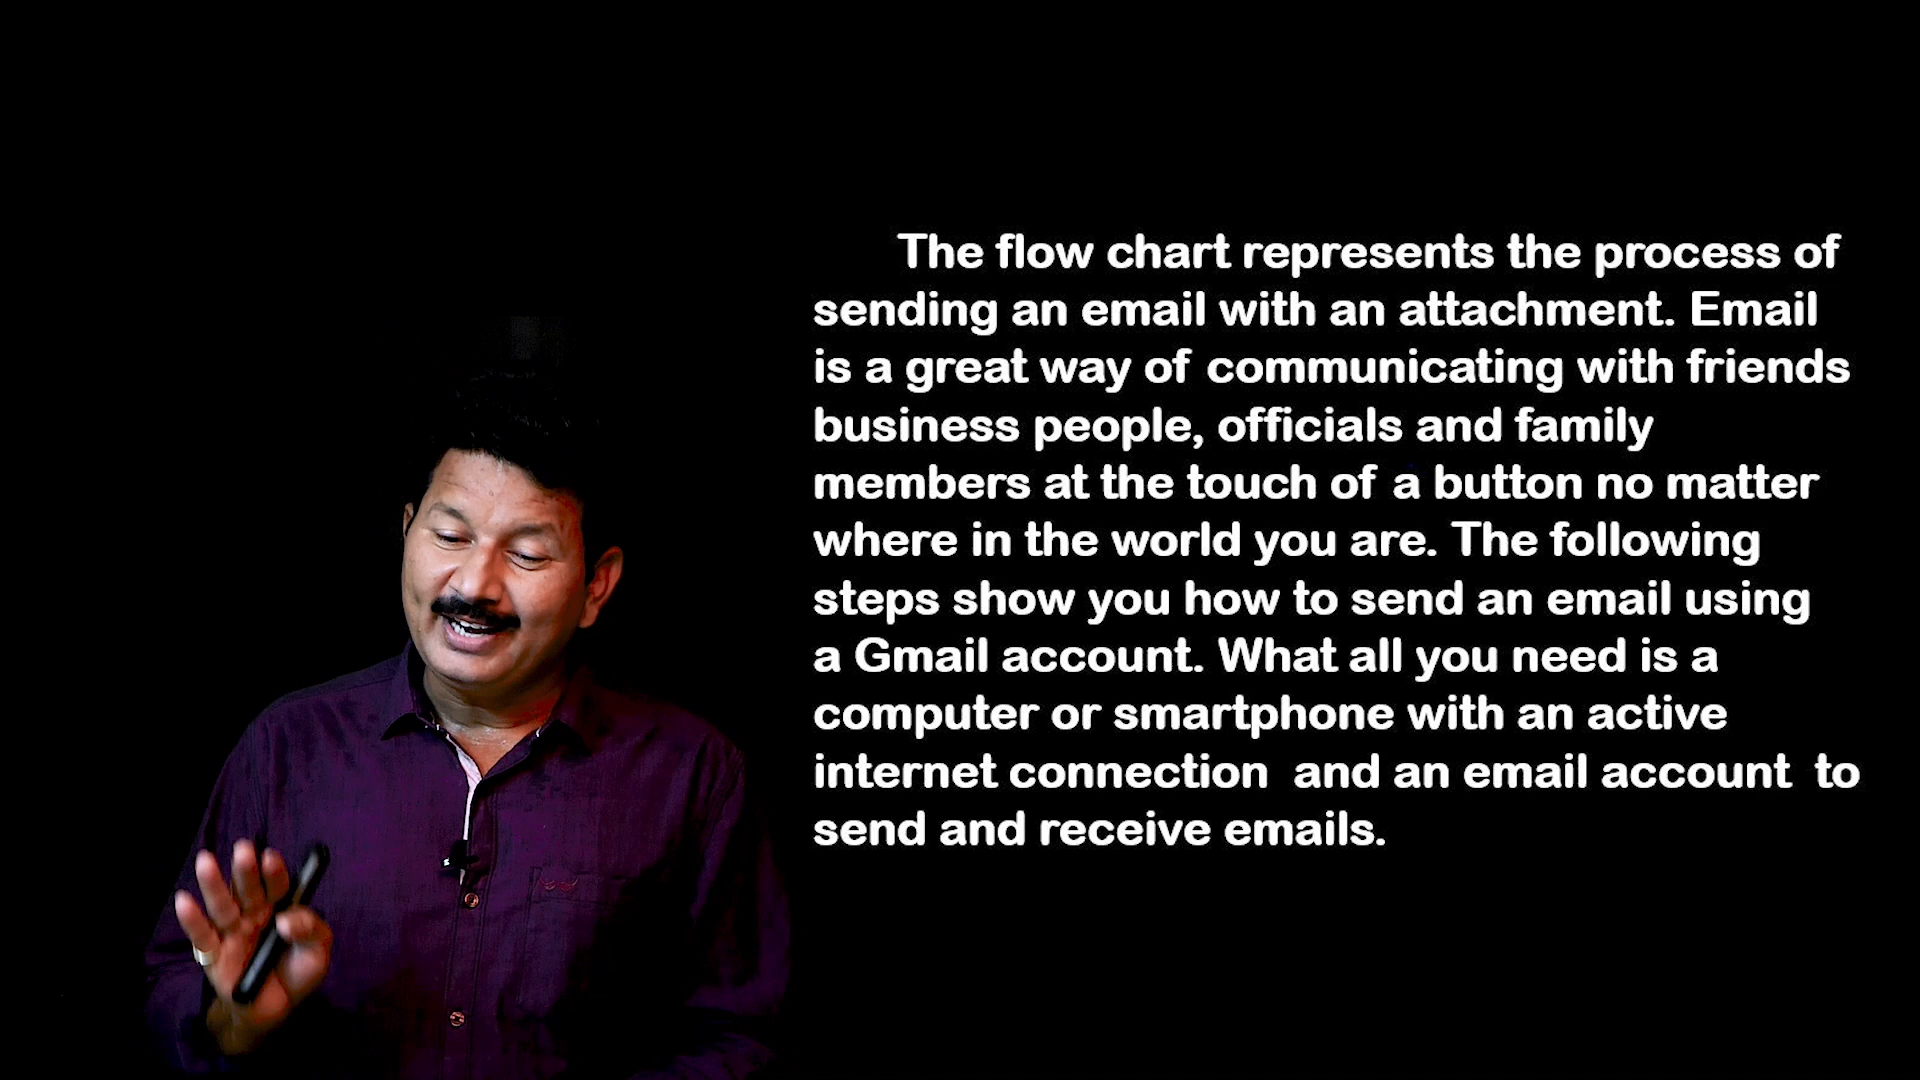 The flow chart represents the process of
sending an email with an attachment. Email
is a great way of communicating with friends
business people, officials and family
members at the touch of a button no matter
where in the world you are. The following
steps show you how to send an email using
a Gmail account. What all you need is a
computer or smartphone with an active
internet connection  and an email account  to
send and receive emails.